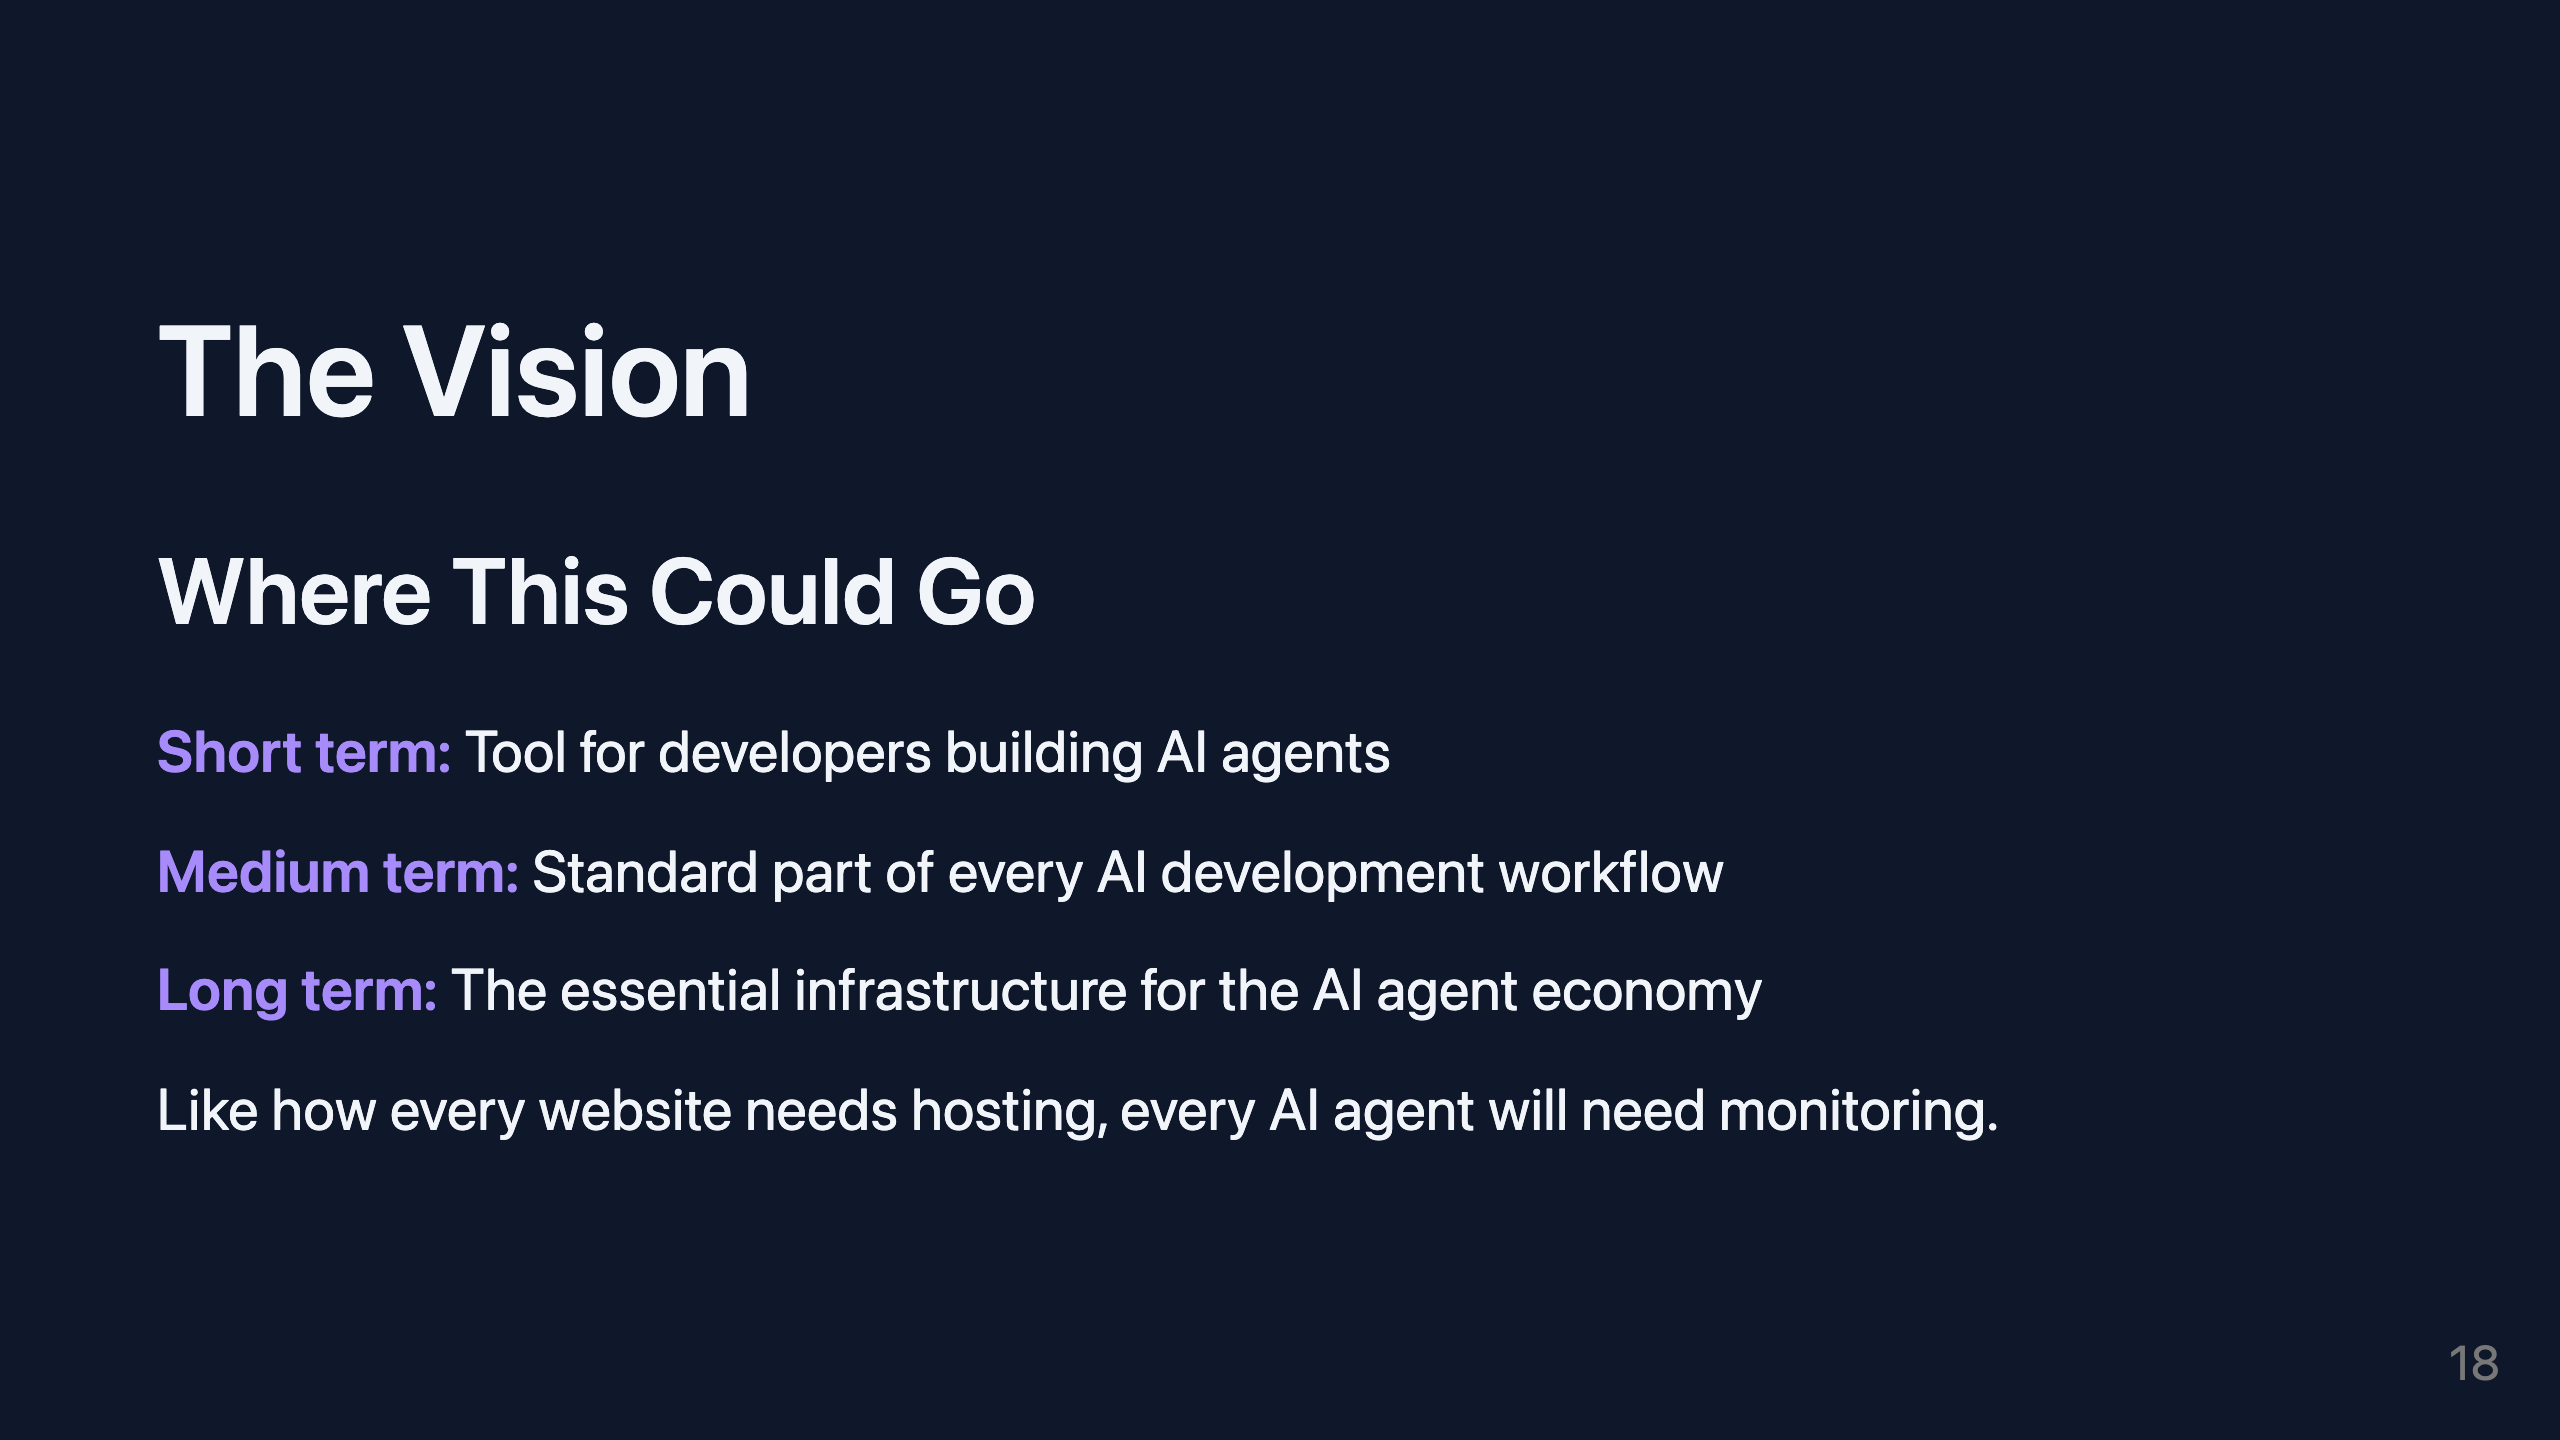 The Vision
Where This Could Go
Short term: Tool for developers building AI agents
Medium term: Standard part of every AI development workflow
Long term: The essential infrastructure for the AI agent economy
Like how every website needs hosting, every AI agent will need monitoring.
18